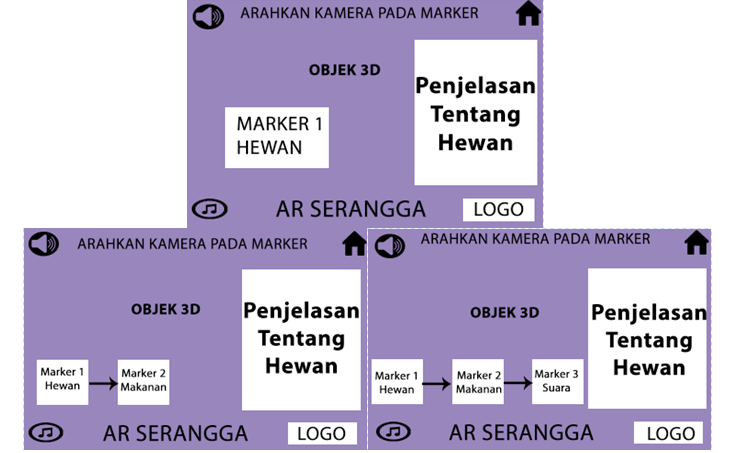 ARAHKAN KAMERA PADA MARKER
OBJEK 3D
Penjelasan
Tentang
Hewan
MARKER 1
HEWAN
AR SERANGGA
LOGO
ARAHKAN KAMERA PADA MARKER
OBJEK 3D
Penjelasan
Tentang
Hewan
Marker 1
Hewan
Marker 2
Makanan
AR SERANGGA
LOGO
ARAHKAN KAMERA PADA MARKER
OBJEK 3D
Penjelasan
Tentang
Hewan
Marker 1
Hewan
Marker 2
Makanan
Marker 3
Suara
AR SERANGGA
LOGO